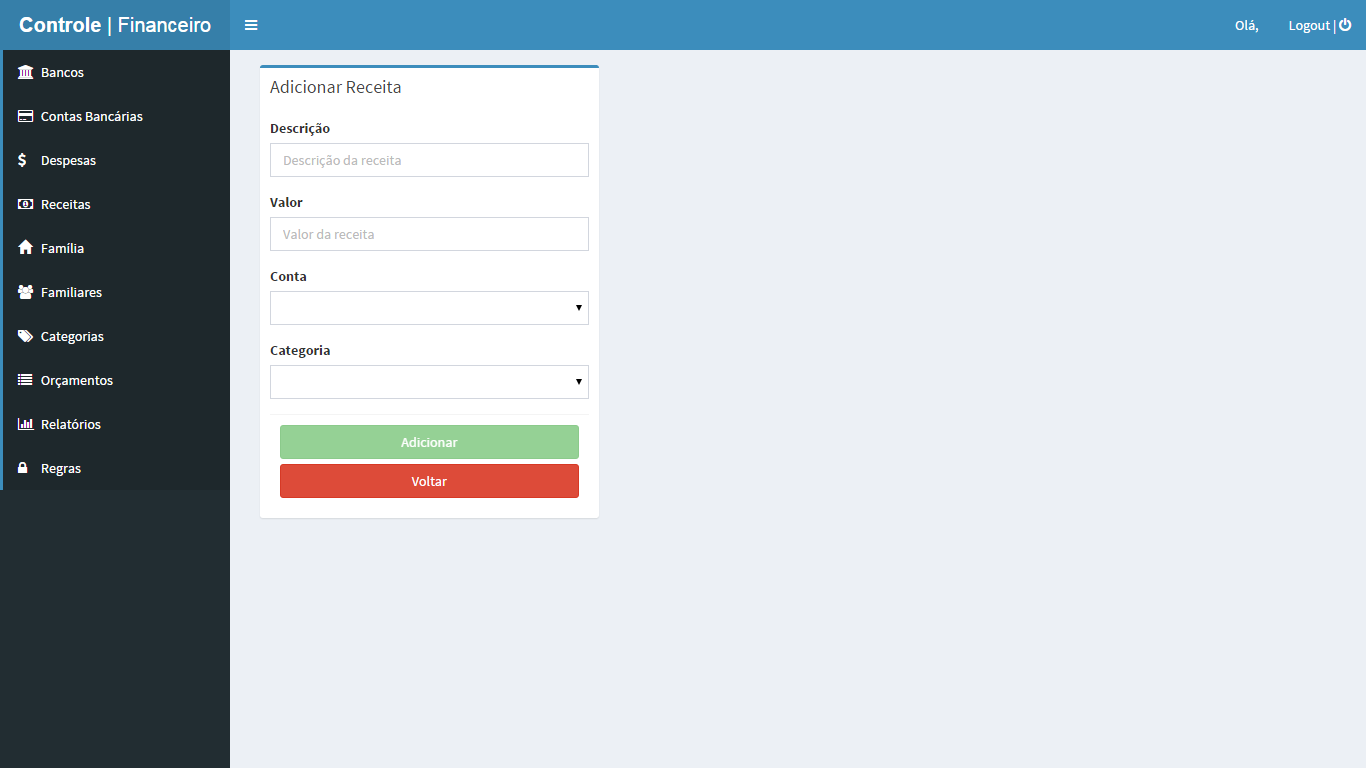 Controle | Financeiro
Olá,
Logout |
Bancos
Contas Bancárias
Despesas
Receitas
Família
Familiares
Categorias
Orçamentos
Relatórios
Regras
Adicionar Receita
Descrição
Descrição da receita
Valor
Valor da receita
Conta
Categoria
Adicionar
Voltar